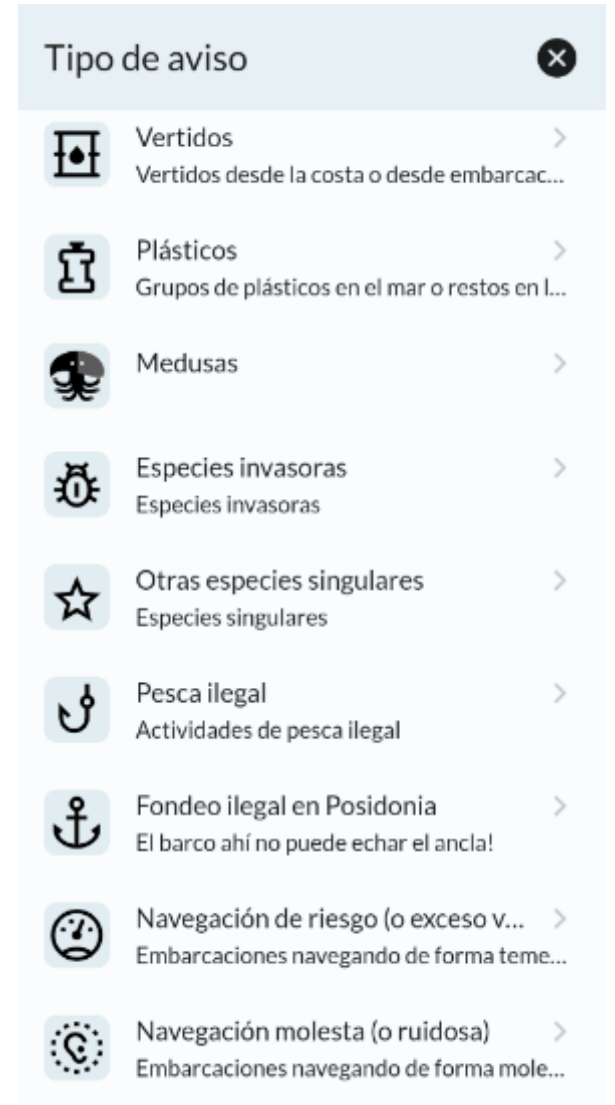 Tipo de aviso
Vertidos
Vertidos desde la costa o desde embarcac...
Plásticos
Grupos de plásticos en el mar o restos en l...
Medusas
Especies invasoras
Especies invasoras
Otras especies singulares
Especies singulares
Pesca ilegal
Actividades de pesca ilegal
Fondeo ilegal en Posidonia
El barco ahí no puede echar el ancla!
Navegación de riesgo (o exceso v...
Embarcaciones navegando de forma teme...
Navegación molesta (o ruidosa)
Embarcaciones navegando de forma mole...